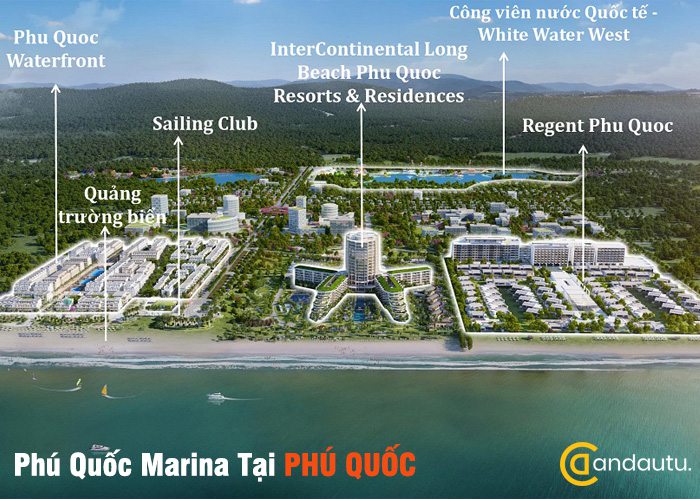 Phu Quoc
Waterfront
InterContinental Long
Beach Phu Quoc
Resorts & Residences
Công viên nước Quốc tế -
White Water West
Sailing Club
Regent Phu Quoc
Quảng
trường biển
Phú Quốc Marina Tại PHÚ QUỐC
andautu.